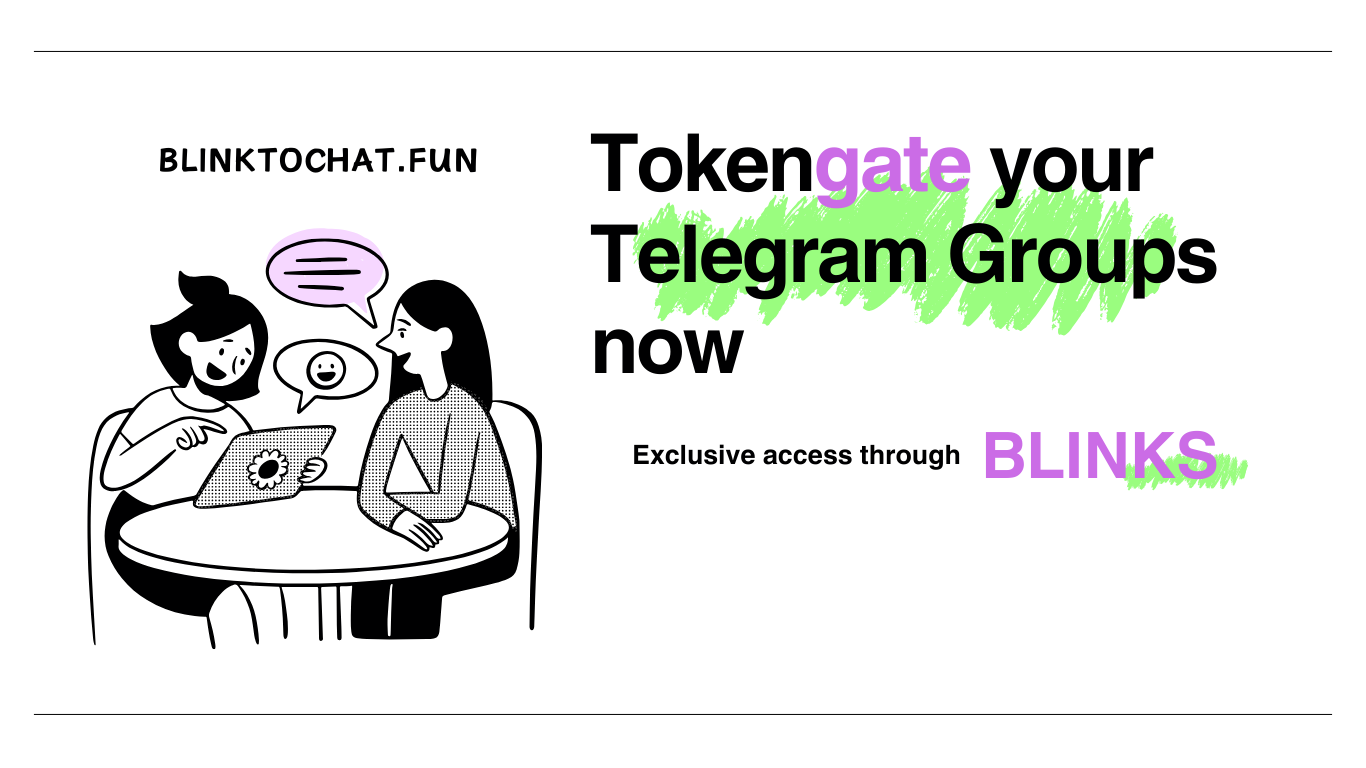 BLINKTOCHAT.FUN
Tokengate your
Telegram Groups
now
Exclusive access through BLINKS